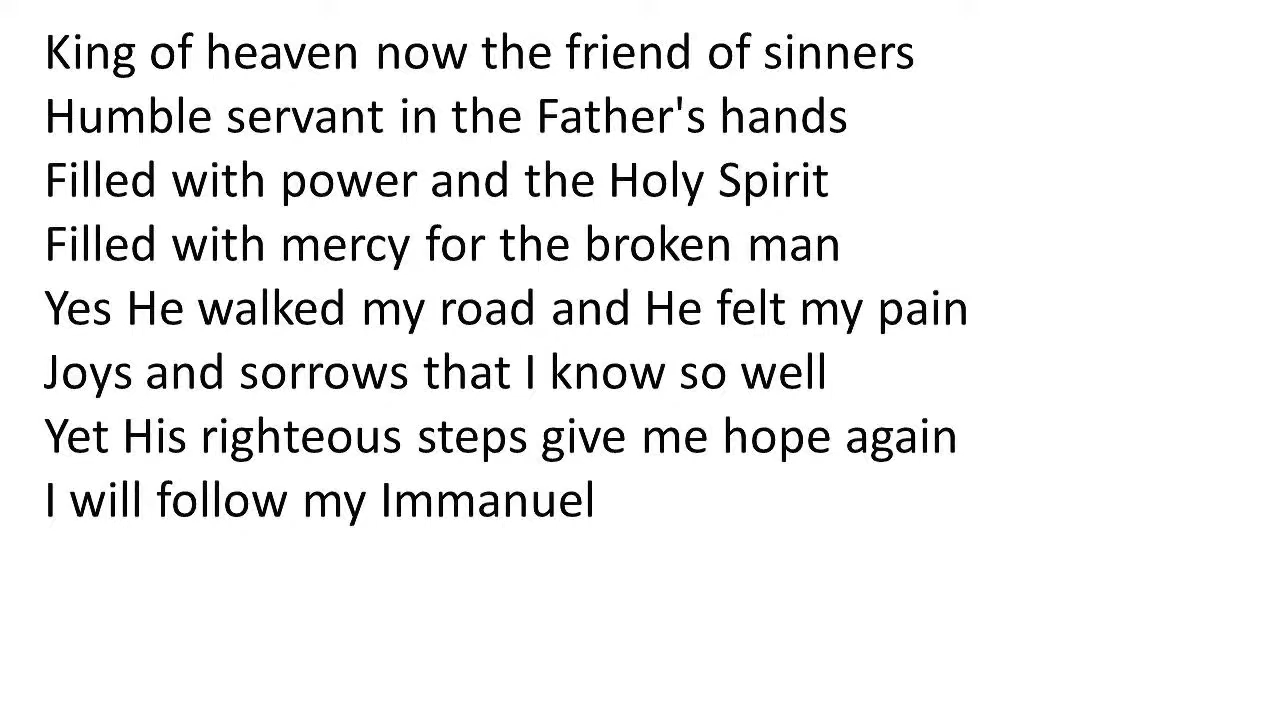 King of heaven now the friend of sinners
Humble servant in the Father's hands
Filled with power and the Holy Spirit
Filled with mercy for the broken man
Yes He walked my road and He felt my pain
Joys and sorrows that I know so well
Yet His righteous steps give me hope again
I will follow my Immanuel